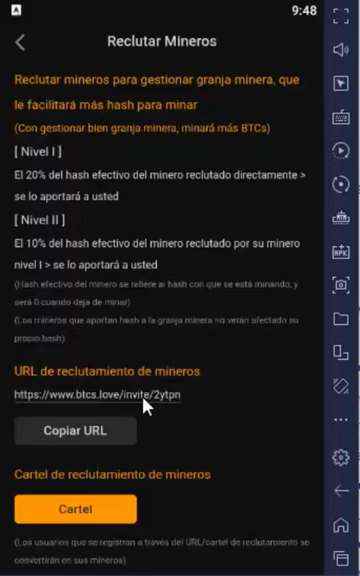 A
9:48
Reclutar Mineros
Reclutar mineros para gestionar granja minera, que
le facilitará más hash para minar
(Con gestionar bien granja minera, minará más BTCs)
[ Nivel I ]
El 20% del hash efectivo del minero reclutado directamente >
se lo aportará a usted
[ Nivel II ]
El 10% del hash efectivo del minero reclutado por su minero
nivel I > se lo aportará a usted
(Hash efectivo del minero se refiere al hash con que se está minando, y
será 0 cuando deja de minar)
(Los mineros que aportan hash a la granja minera no verán afectado su
propio hash)
URL de reclutamiento de mineros
https://www.btcs.love/invite/2ytpn
Copiar URL
Cartel de reclutamiento de mineros
Cartel
(Los usuarios que se registran a través del URL/cartel de reclutamiento se
convertirán en sus mineros)
RPK